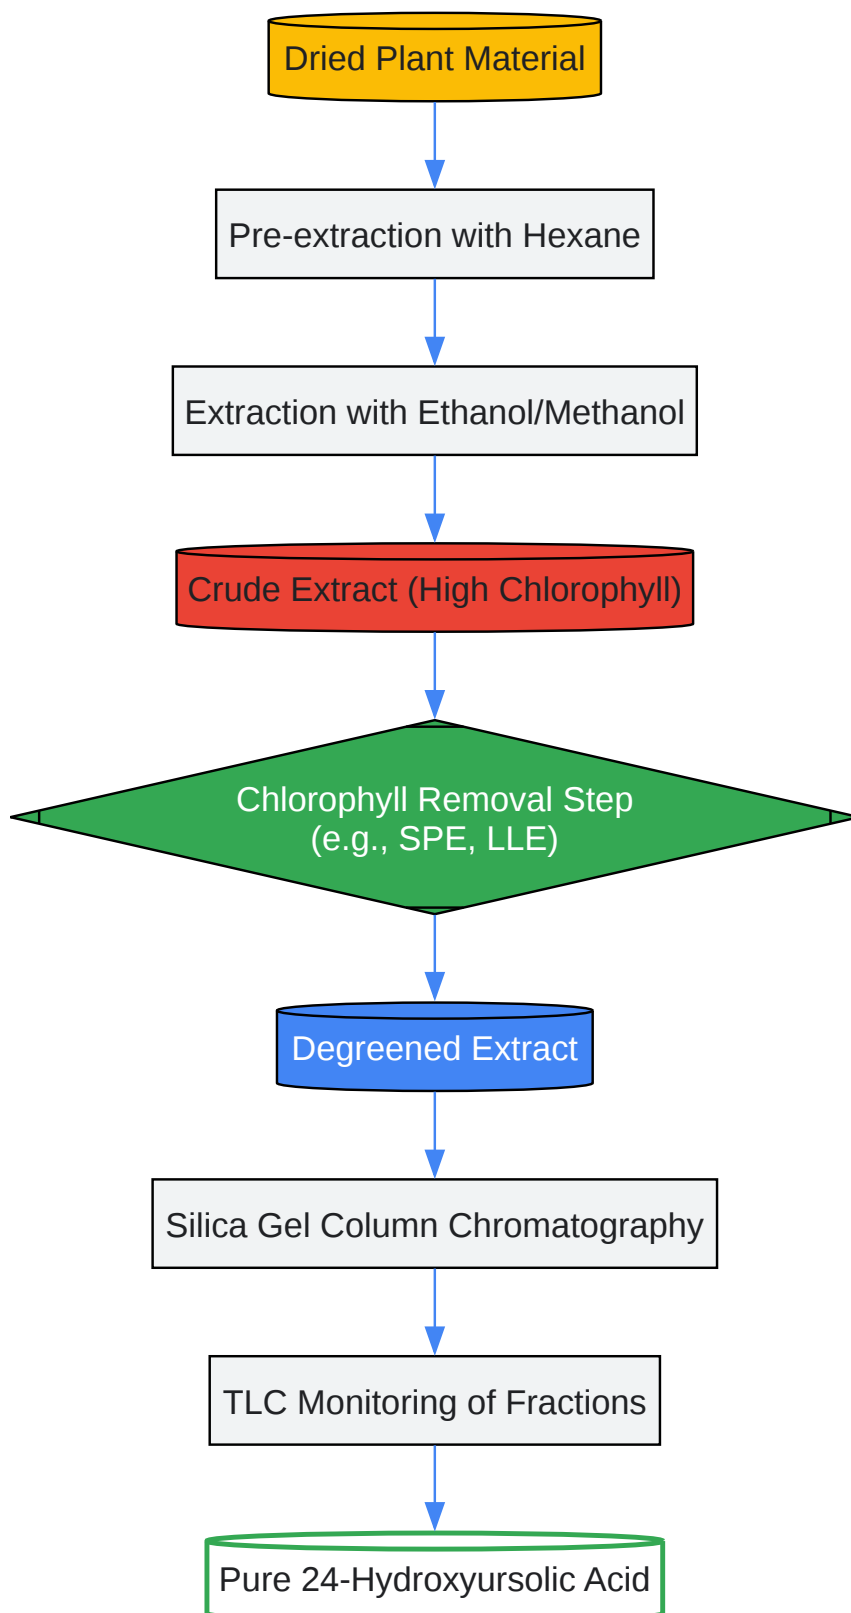 Dried Plant Material
Pre-extraction with Hexane
Extraction with Ethanol/Methanol
Crude Extract (High Chlorophyll)
Chlorophyll Removal Step
(e.g., SPE, LLE)
Degreened Extract
Silica Gel Column Chromatography
TLC Monitoring of Fractions
Pure 24-Hydroxyursolic Acid